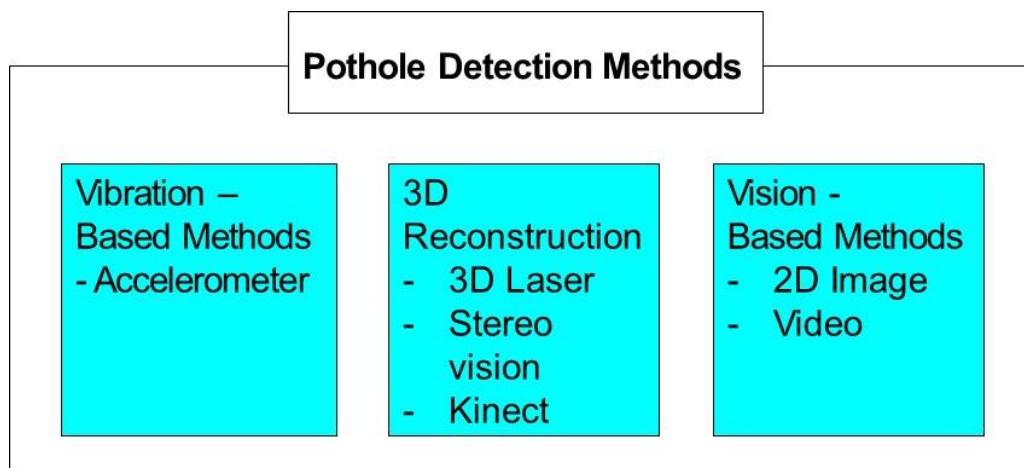 Pothole Detection Methods
Vibration –
Based Methods
- Accelerometer
3D
Reconstruction
- 3D Laser
- Stereo
vision
- Kinect
Vision -
Based Methods
- 2D Image
- Video